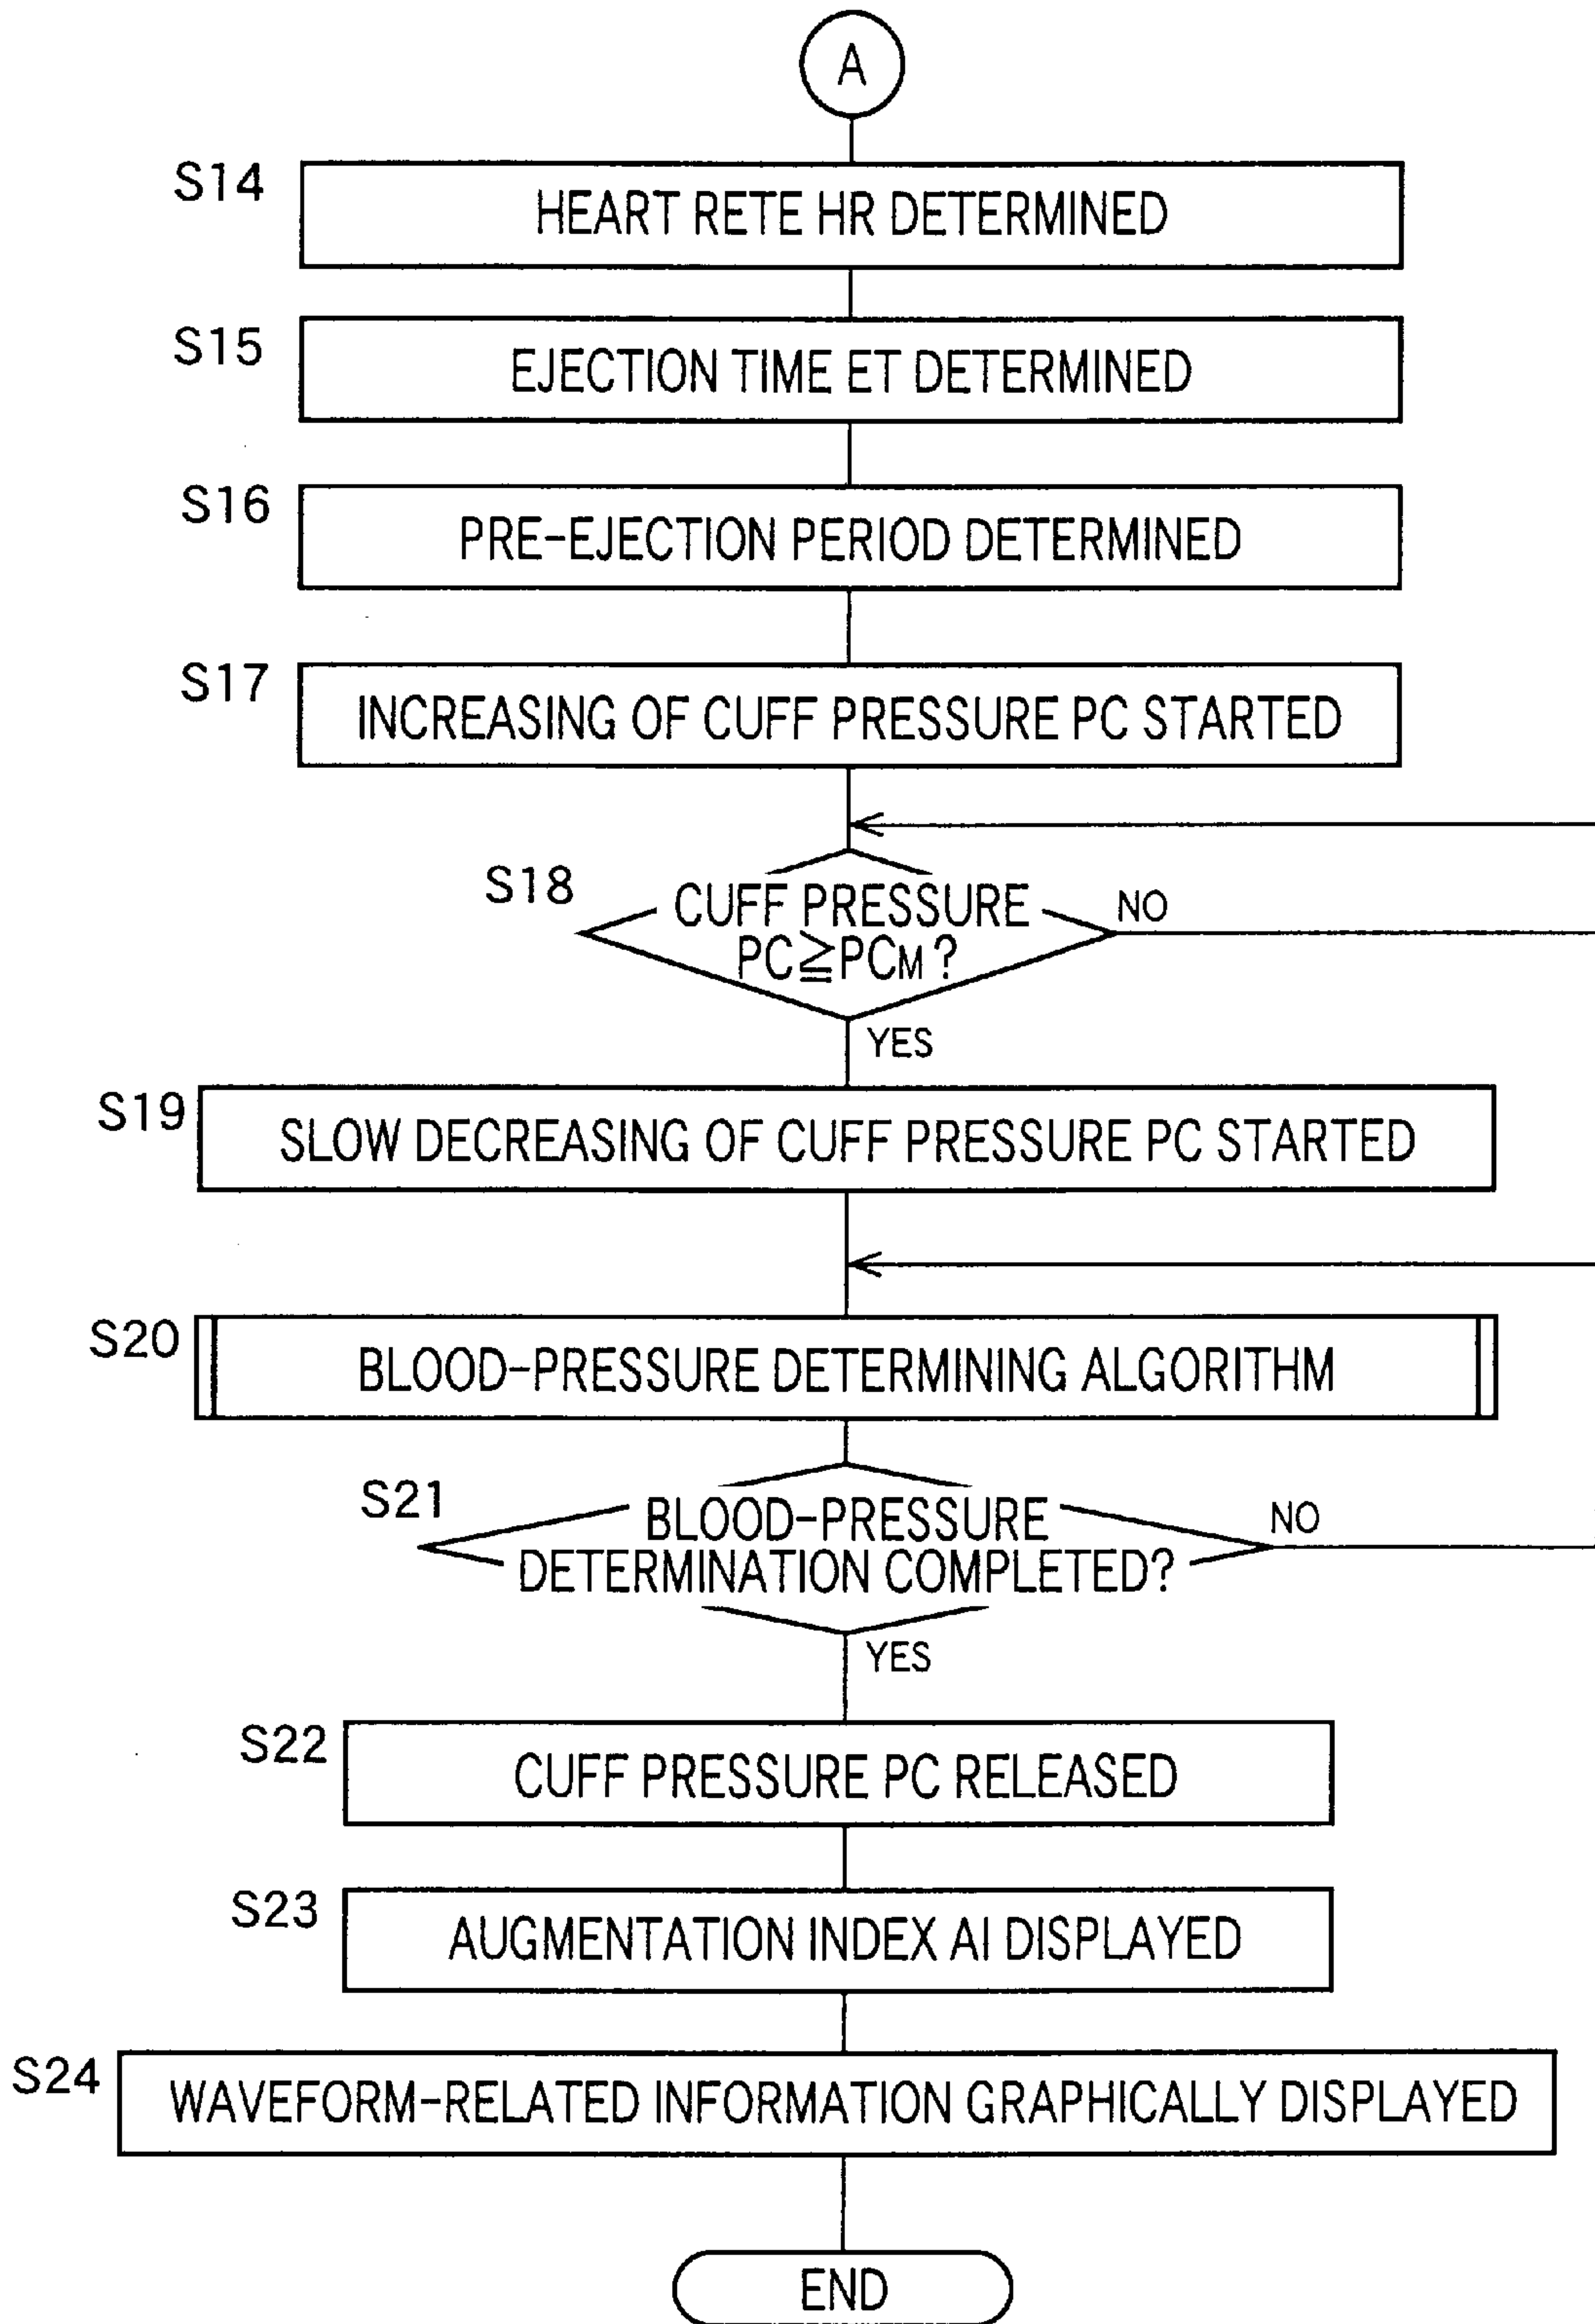 A
S14
HEART RETE HR DETERMINED
S15
EJECTION TIME ET DETERMINED
S16
PRE-EJECTION PERIOD DETERMINED
S17
INCREASING OF CUFF PRESSURE PC STARTED
S18
CUFF PRESSURE
PC≧PCM?
NO
YES
S19
SLOW DECREASING OF CUFF PRESSURE PC STARTED
S20
BLOOD-PRESSURE DETERMINING ALGORITHM
S21
BLOOD-PRESSURE
DETERMINATION COMPLETED?
NO
YES
S22
CUFF PRESSURE PC RELEASED
S23
AUGMENTATION INDEX AI DISPLAYED
S24
WAVEFORM-RELATED INFORMATION GRAPHICALLY DISPLAYED
END